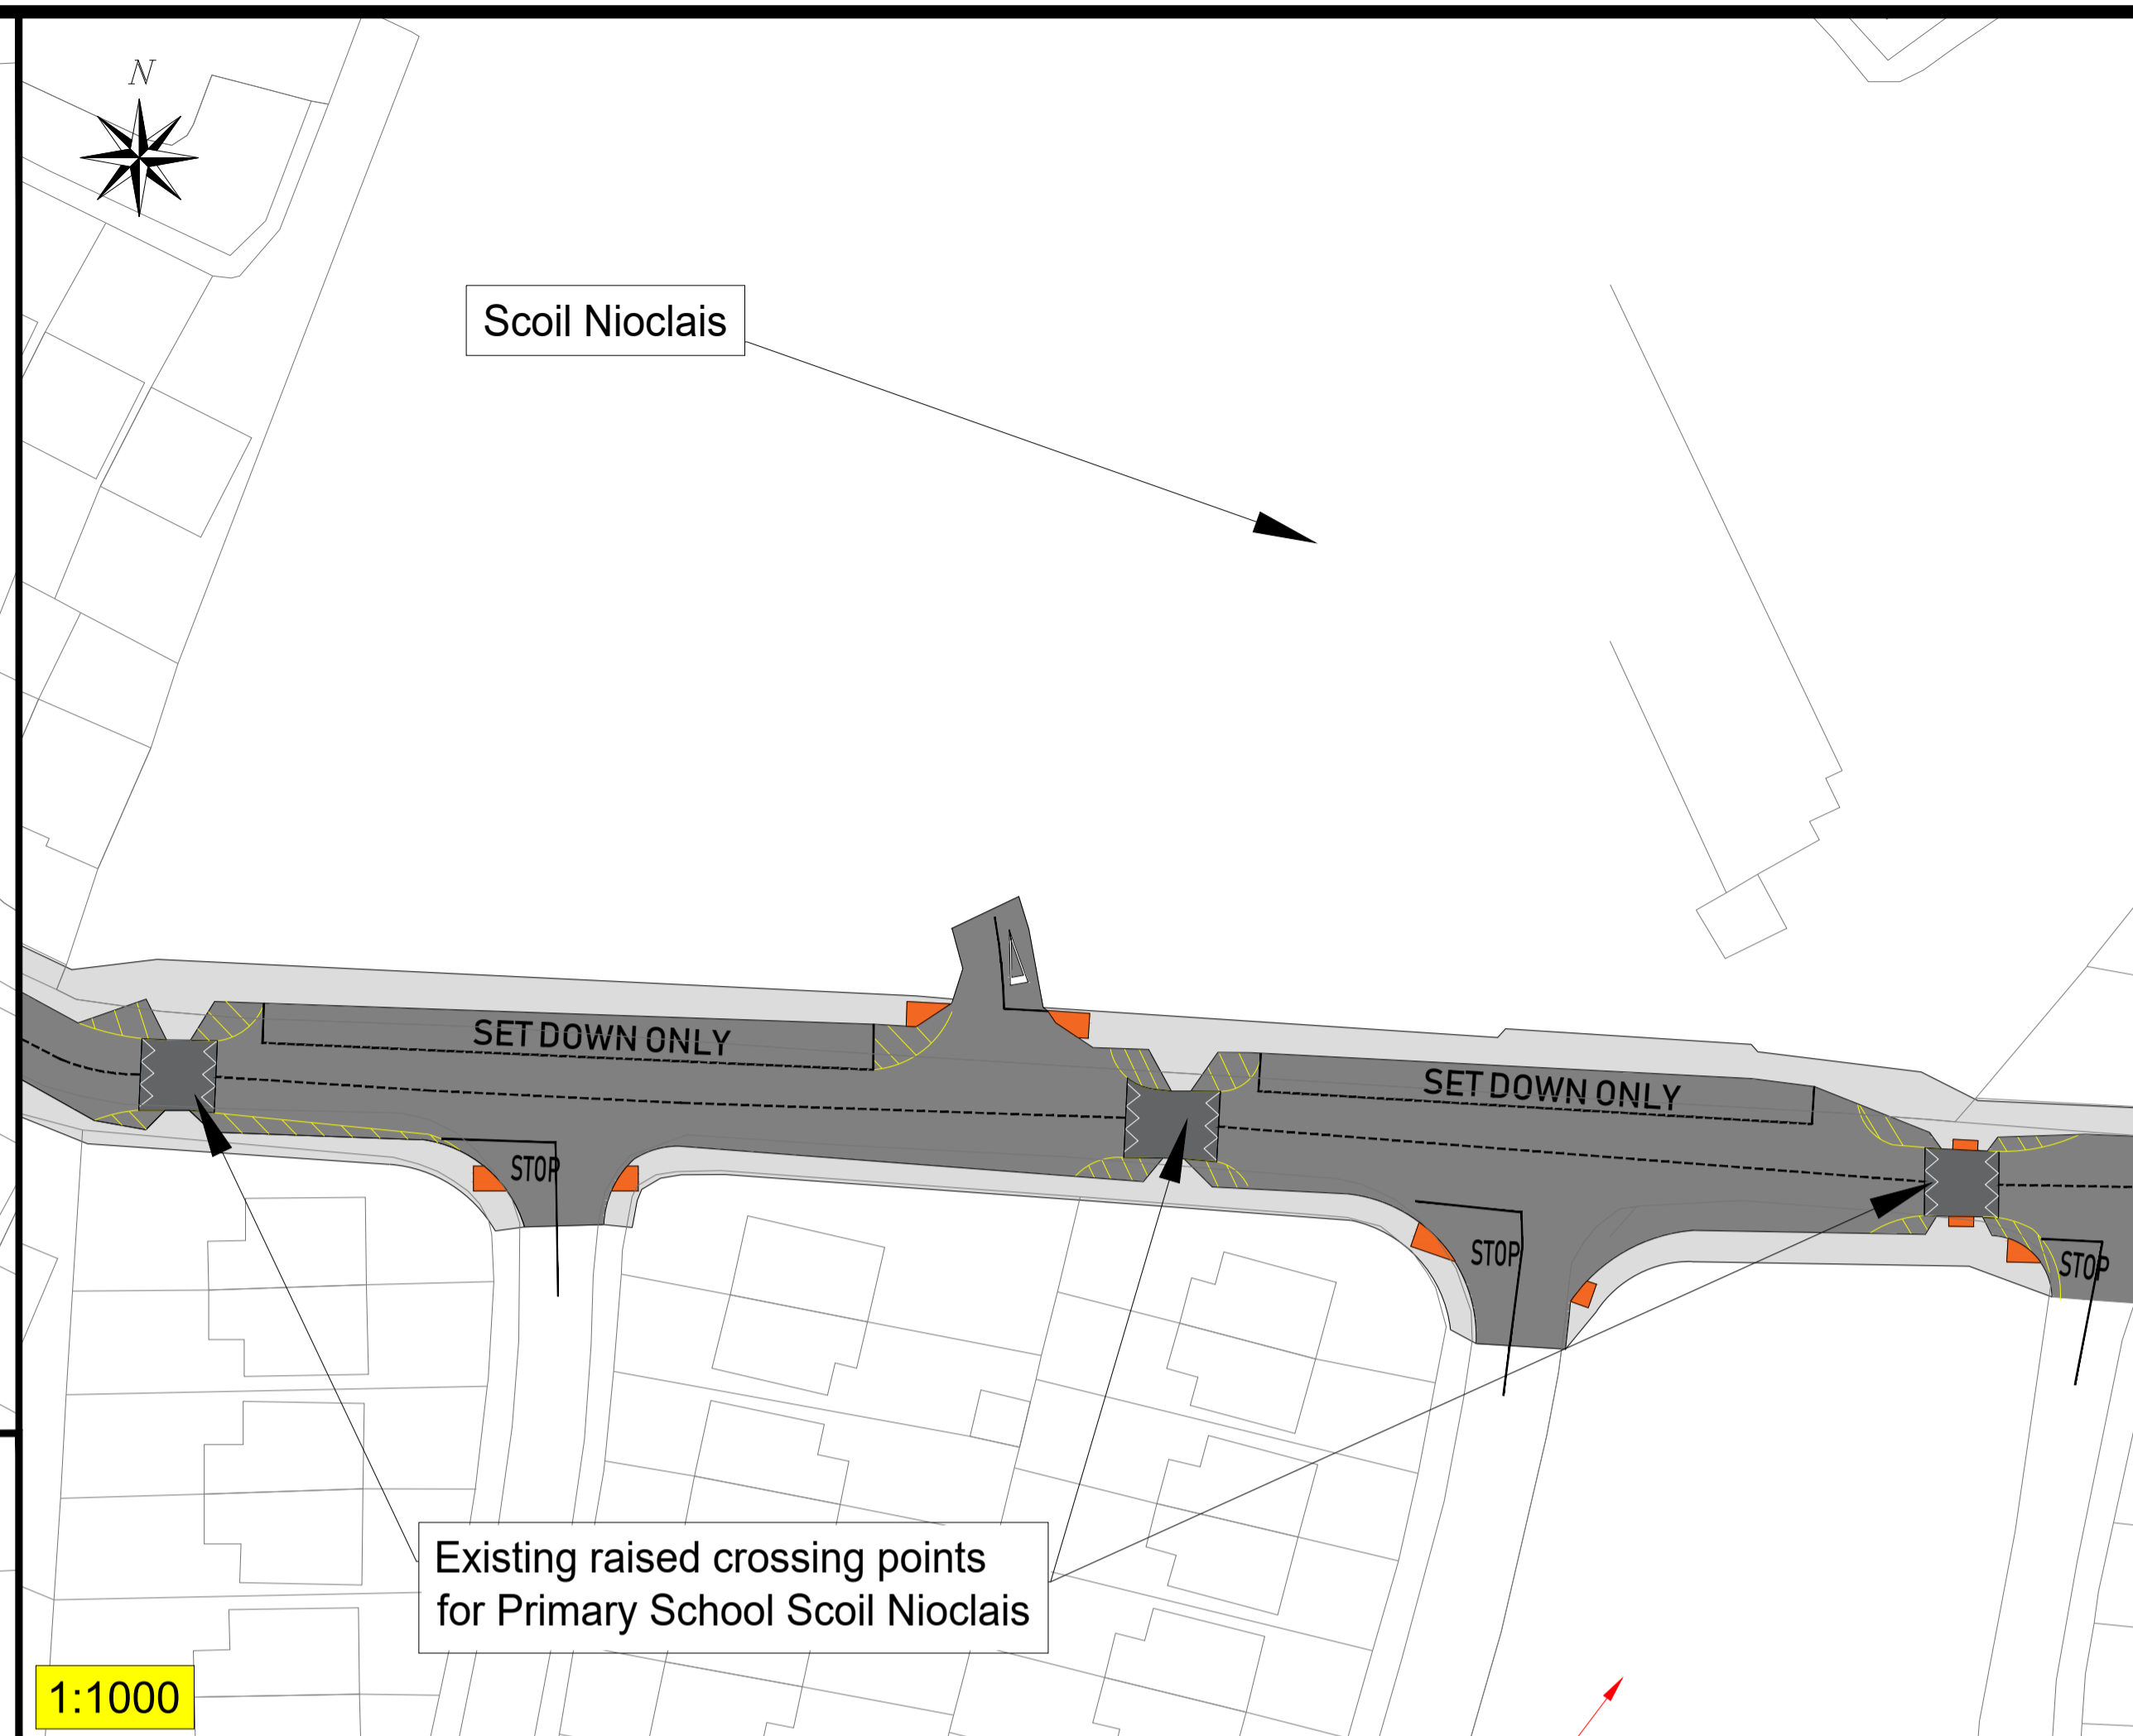 N
Scoil Nioclais
SET DOWN ONLY
SET DOWN ONLY
STOP
STOP
STOP
Existing raised crossing points
for Primary School Scoil Nioclais
1:1000